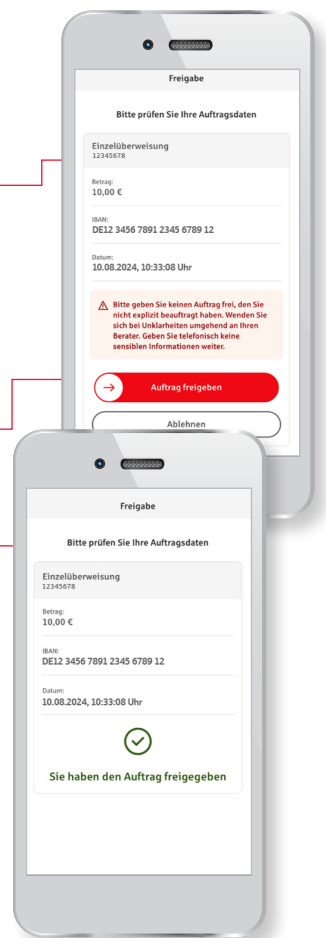 Freigabe
Bitte prüfen Sie Ihre Auftragsdaten
Einzelüberweisung
12345678
Betrag:
10,00 €
IBAN:
DE12 3456 7891 2345 6789 12
Datum:
10.08.2024, 10:33:08 Uhr
Bitte geben Sie keinen Auftrag frei, den Sie
nicht explizit beauftragt haben. Wenden Sie
sich bei Unklarheiten umgehend an Ihren
Berater. Geben Sie telefonisch keine
sensiblen Informationen weiter.
Auftrag freigeben
Ablehnen
Freigabe
Bitte prüfen Sie Ihre Auftragsdaten
Einzelüberweisung
12345678
Betrag:
10,00 €
IBAN:
DE12 3456 7891 2345 6789 12
Datum:
10.08.2024, 10:33:08 Uhr
Sie haben den Auftrag freigegeben